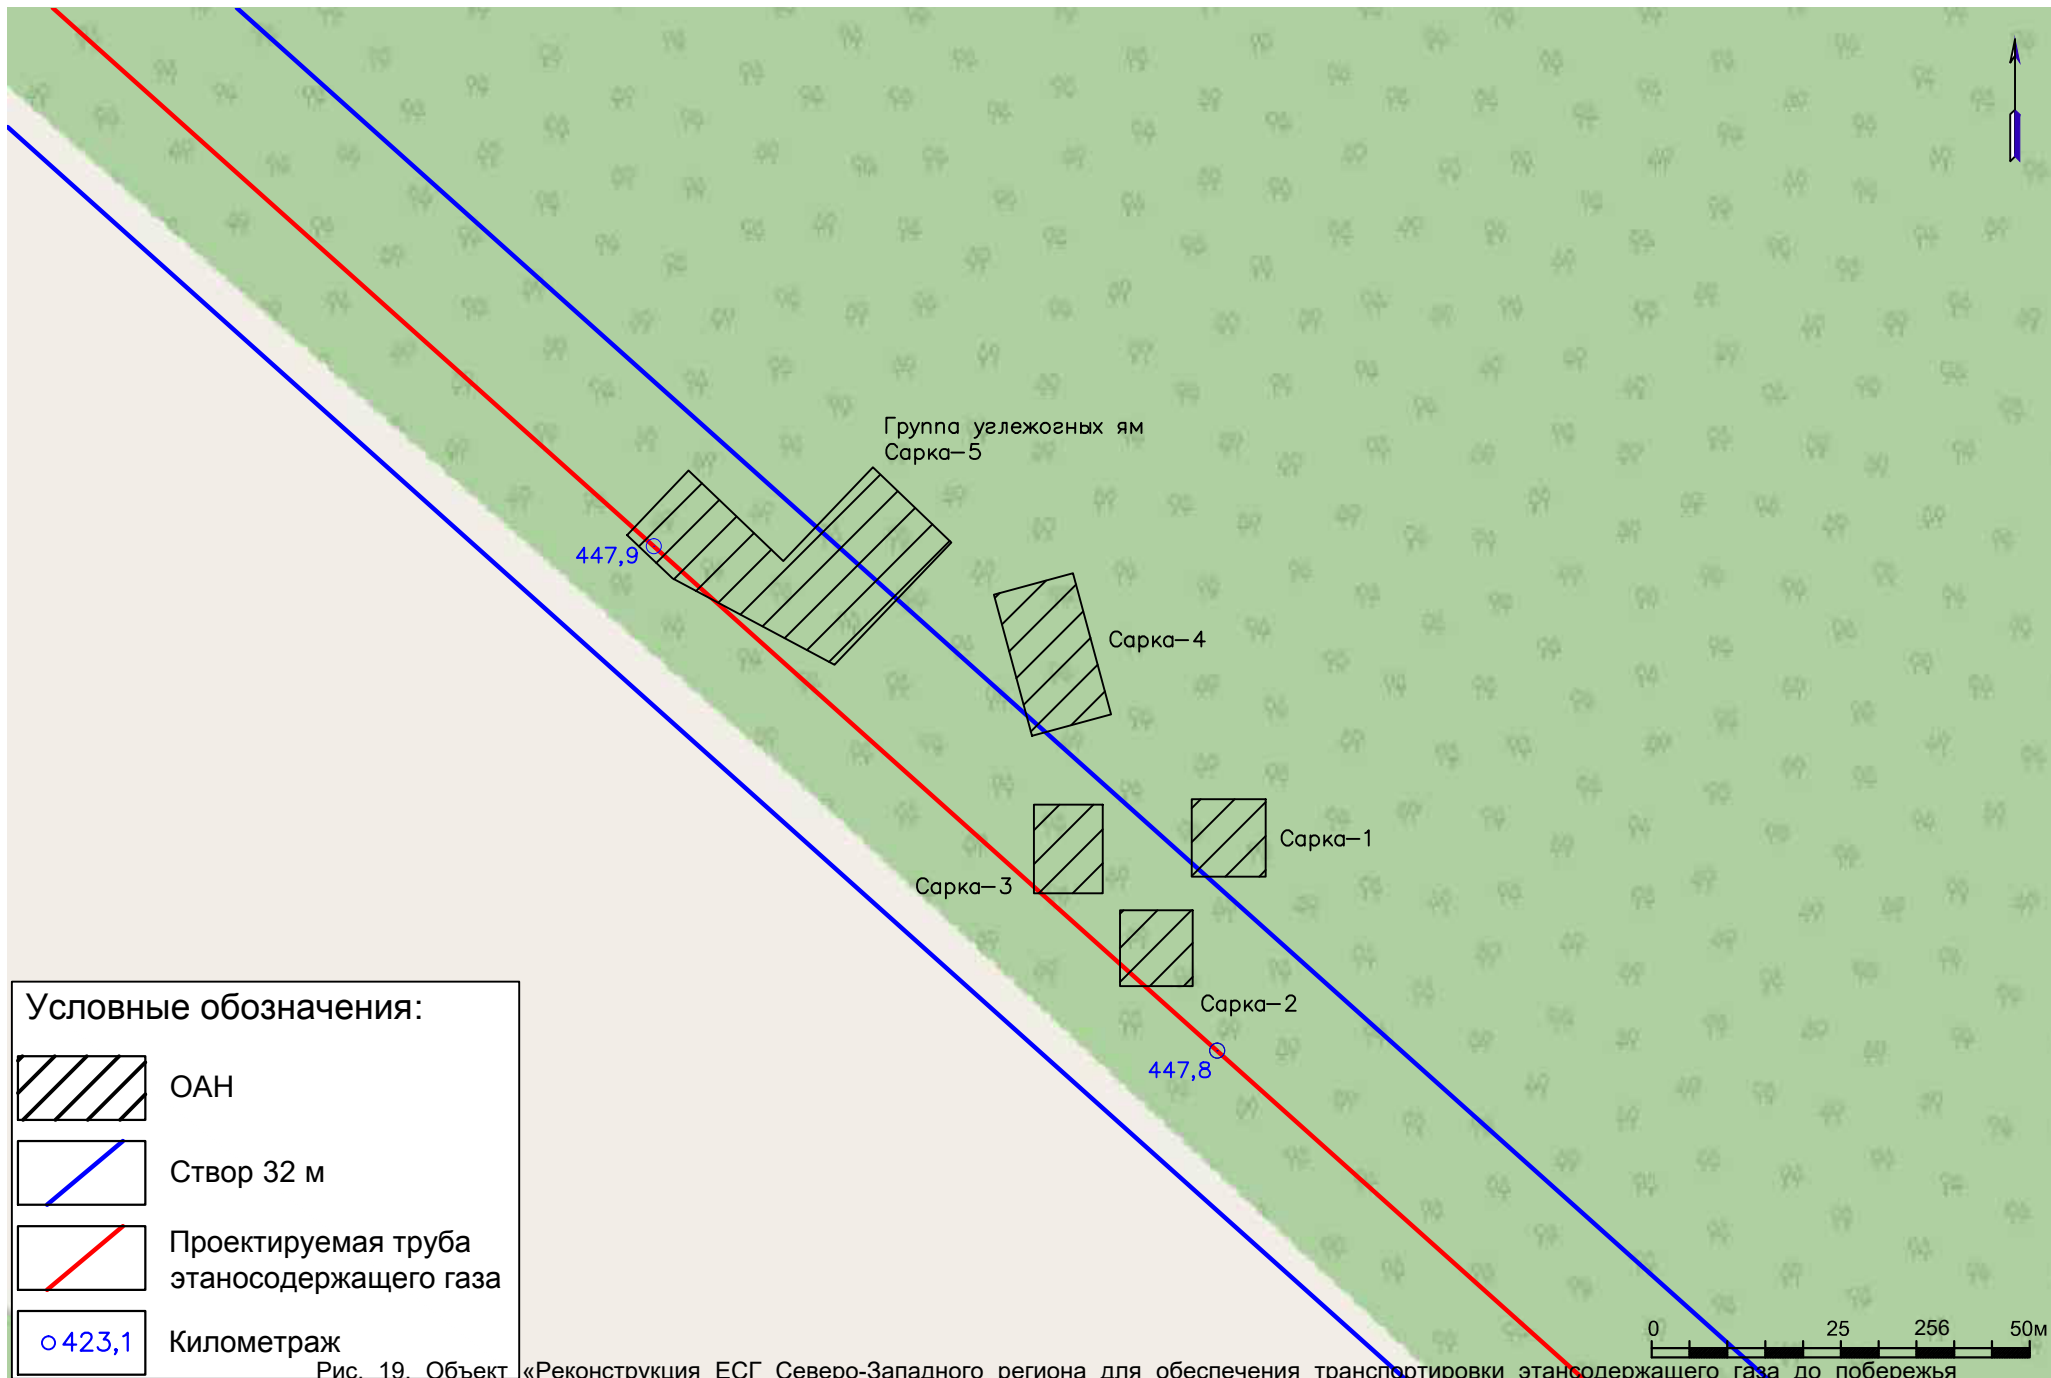 Группа углежогных ям
Сарка-5
447,9
Сарка-4
Сарка-1
Сарка-3
Сарка-2
447,8
Условные обозначения:
ОАН
Створ 32 м
Проектируемая труба
этаносодержащего газа
423,1 Километраж
0 25 256 50м
Рис. 19. Объект «Реконструкция ЕСГ Северо-Западного региона для обеспечения транспортировки этансодержащего газа до побережья